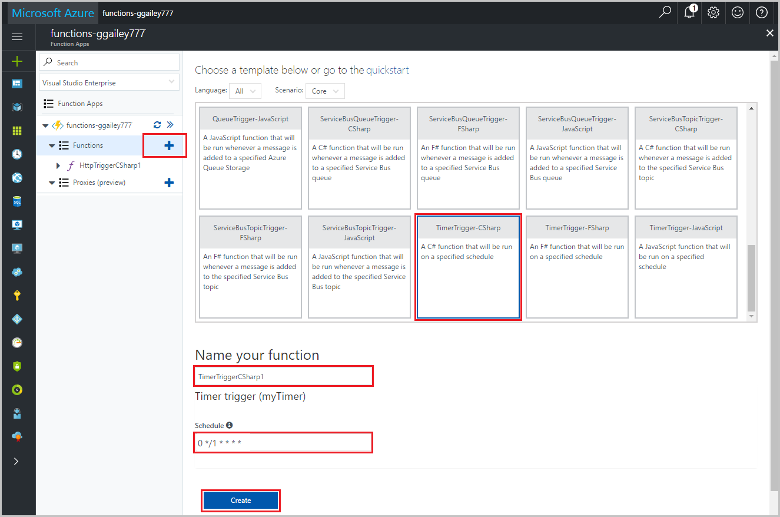 Microsoft Azure functions-ggailey777
1
functions-ggailey777
Function Apps
Search
Visual Studio Enterprise
Function Apps
functions-ggailey777
Functions
HttpTriggerCSharp1
Proxies (preview)
Choose a template below or go to the quickstart
Language: All Scenario: Core
QueueTrigger-JavaScript
A JavaScript function that will
be run whenever a message is
added to a specified Azure
Queue Storage
ServiceBusQueueTrigger-
CSharp
A C# function that will be run
whenever a message is added
to a specified Service Bus
queue
ServiceBusQueueTrigger-
FSharp
An F# function that will be run
whenever a message is added
to a specified Service Bus
queue
ServiceBusQueueTrigger-
JavaScript
A JavaScript function that will
be run whenever a message is
added to a specified Service
Bus queue
ServiceBusTopicTrigger-
CSharp
A C# function that will be run
whenever a message is added
to the specified Service Bus
topic
ServiceBusTopicTrigger-
FSharp
An F# function that will be run
whenever a message is added
to the specified Service Bus
topic
ServiceBusTopicTrigger-
JavaScript
A JavaScript function that will
be run whenever a message is
added to the specified Service
Bus topic
TimerTrigger-CSharp
A C# function that will be run
on a specified schedule
TimerTrigger-FSharp
An F# function that will be run
on a specified schedule
TimerTrigger-JavaScript
A JavaScript function that will
be run on a specified
schedule
Name your function
TimerTriggerCSharp1
Timer trigger (myTimer)
Schedule
0 */1 * * * *
Create